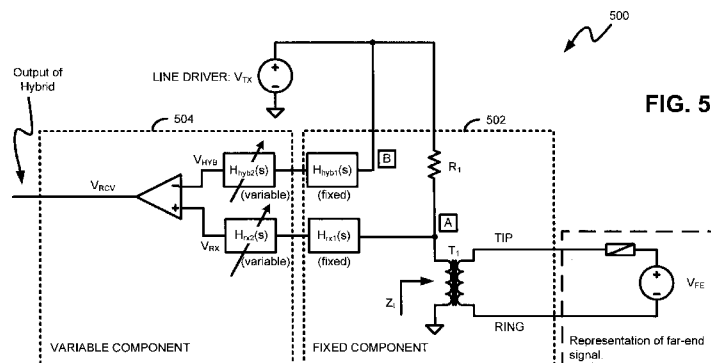 500
Output of
Hybrid
LINE DRIVER: VTX
+
−
FIG. 5
504
502
B
VHYB
Hhyb2(s)
Hhyb1(s)
R1
(variable)
(fixed)
VRCV
−
+
A
VRX
Hrx2(s)
Hrx1(s)
(variable)
(fixed)
T1
TIP
ZL
+
−
VFE
RING
VARIABLE COMPONENT
FIXED COMPONENT
Representation of far-end
signal.